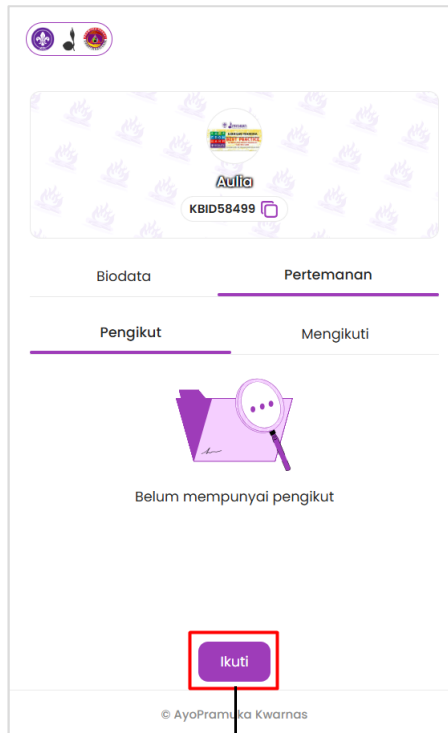 Aulia
KBID58499
Biodata Pertemanan
Pengikut Mengikuti
Belum mempunyai pengikut
Ikuti
© AyoPramuka Kwarnas